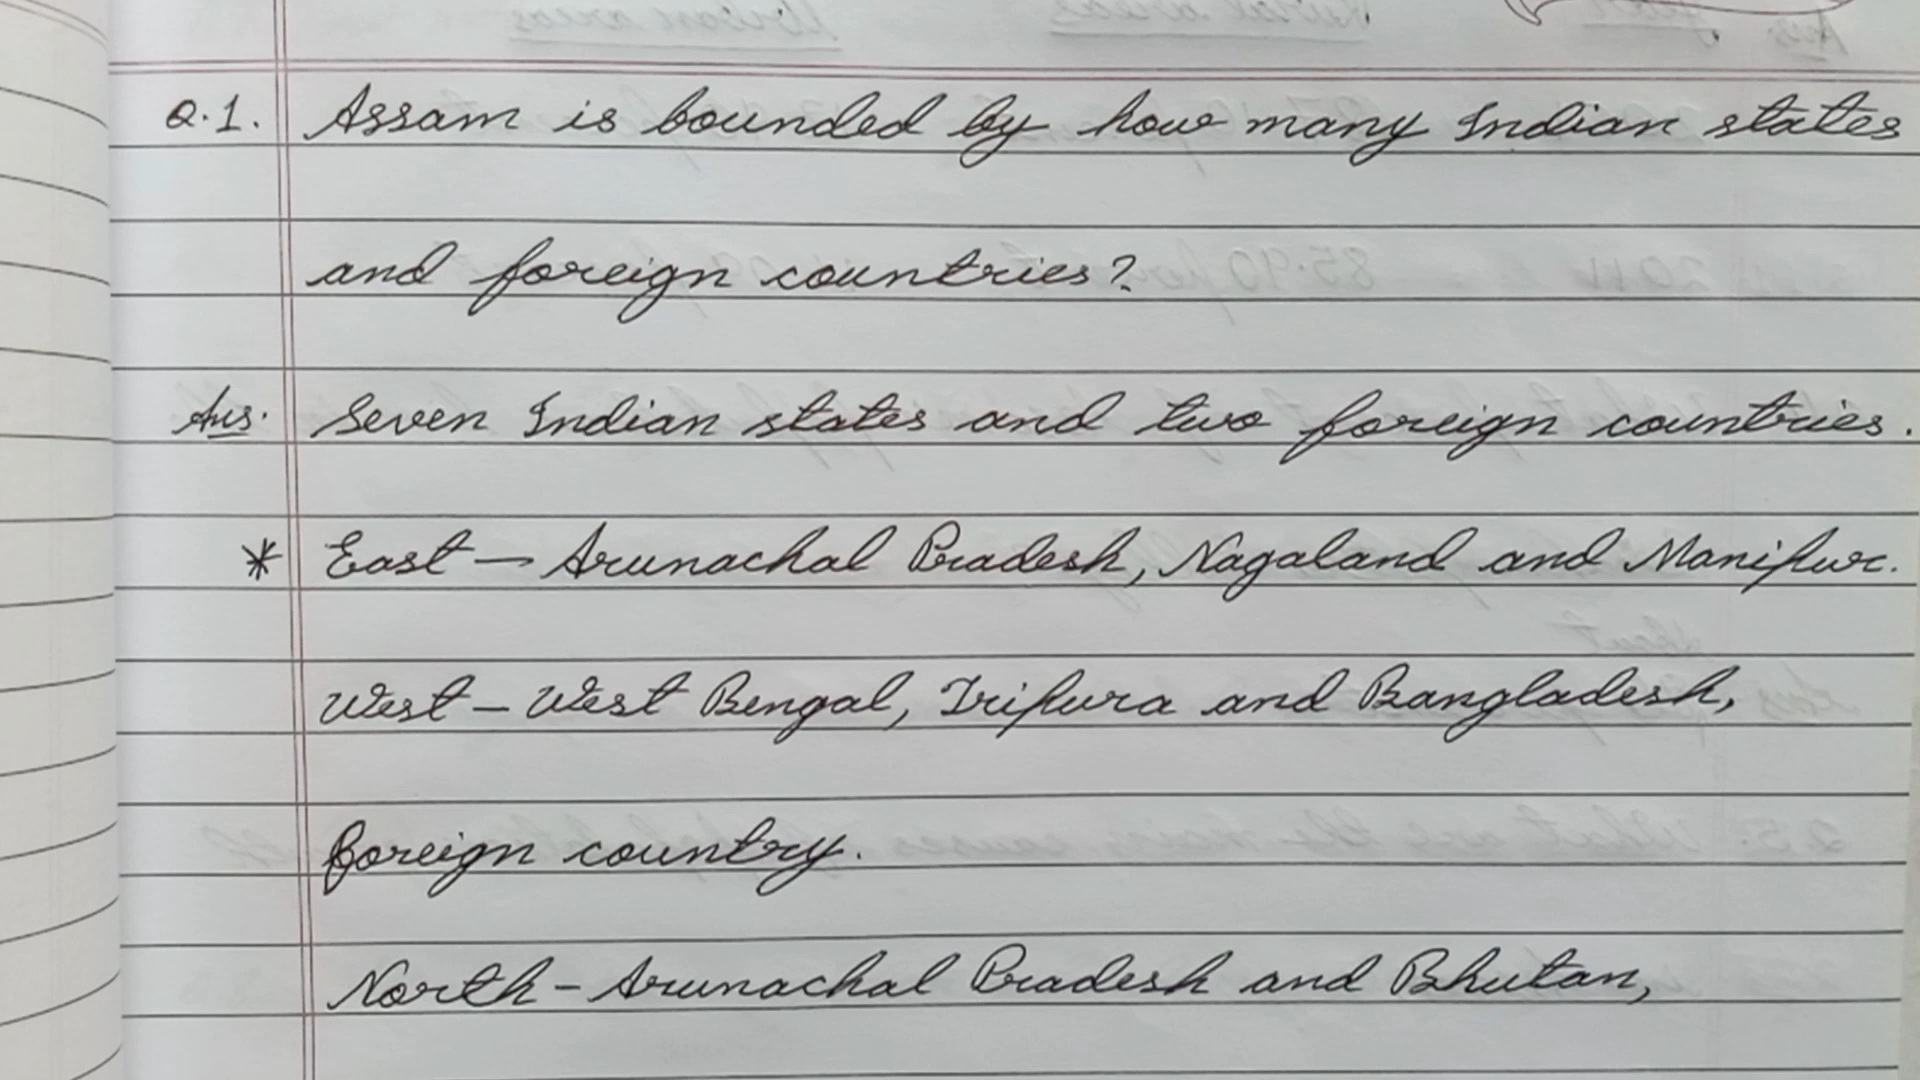 Q.1. Assam is bounded by how many Indian states
and foreign countries?
Ans. Seven Indian states and two foreign countries.
* East – Arunachal Pradesh, Nagaland and Manipur.
West – West Bengal, Tripura and Bangladesh,
foreign country.
North – Arunachal Pradesh and Bhutan,